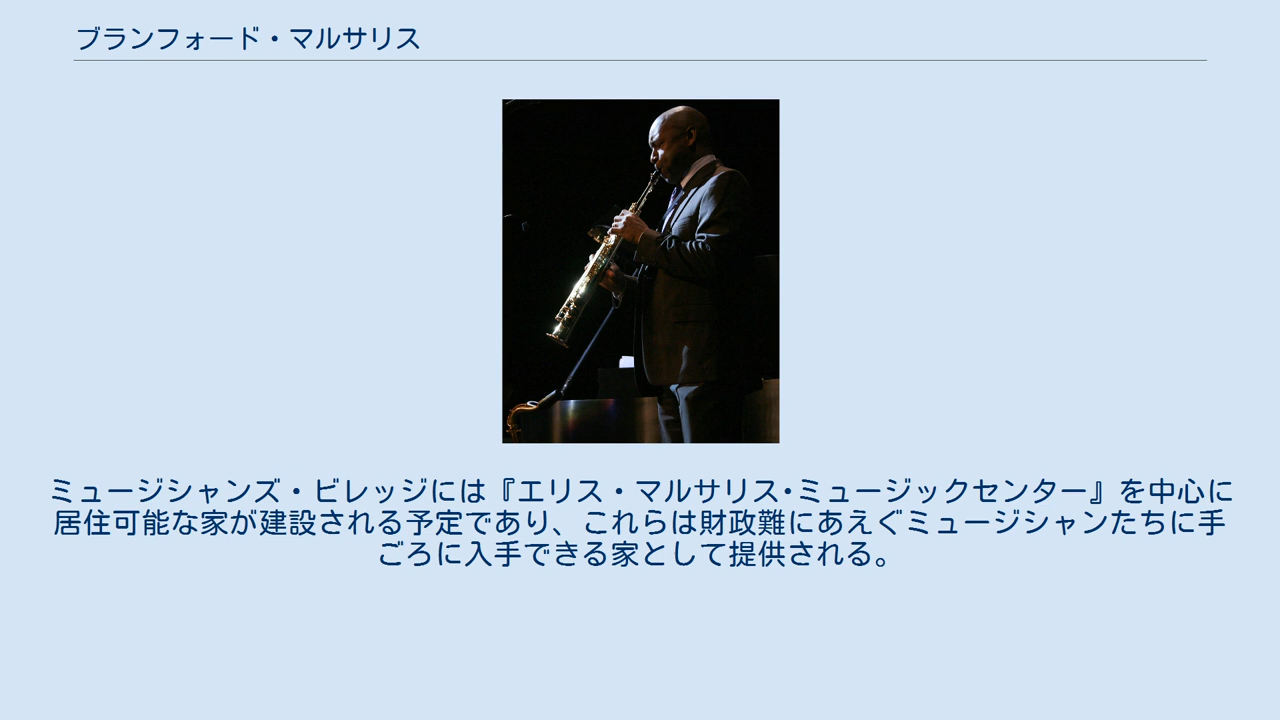 ブランフォード・マルサリス
ミュージシャンズ・ビレッジには『エリス・マルサリス•ミュージックセンター』を中心に
居住可能な家が建設される予定であり、これらは財政難にあえぐミュージシャンたちに手
ごろに入手できる家として提供される。